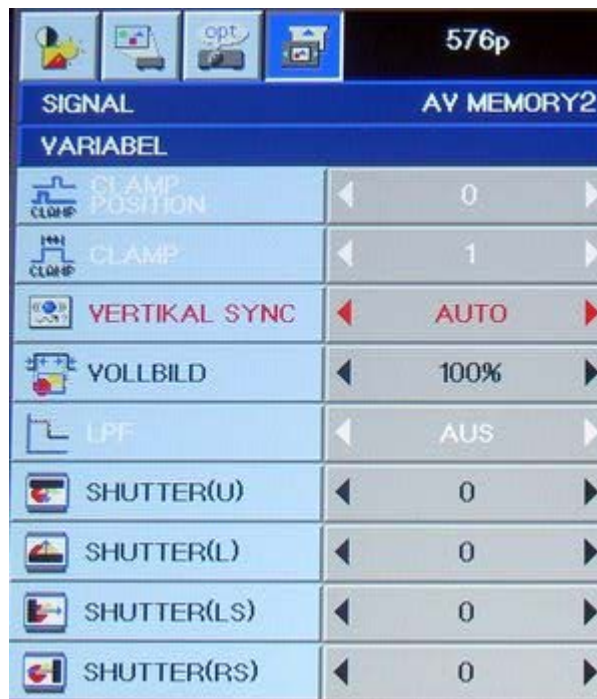 opt.
576p
SIGNAL AV MEMORY2
VARIABEL
CLAMP CLAMP POSITION 0
CLAMP CLAMP 1
VERTIKAL SYNC AUTO
VOLLBILD 100%
LPF AUS
SHUTTER(U) 0
SHUTTER(L) 0
SHUTTER(LS) 0
SHUTTER(RS) 0